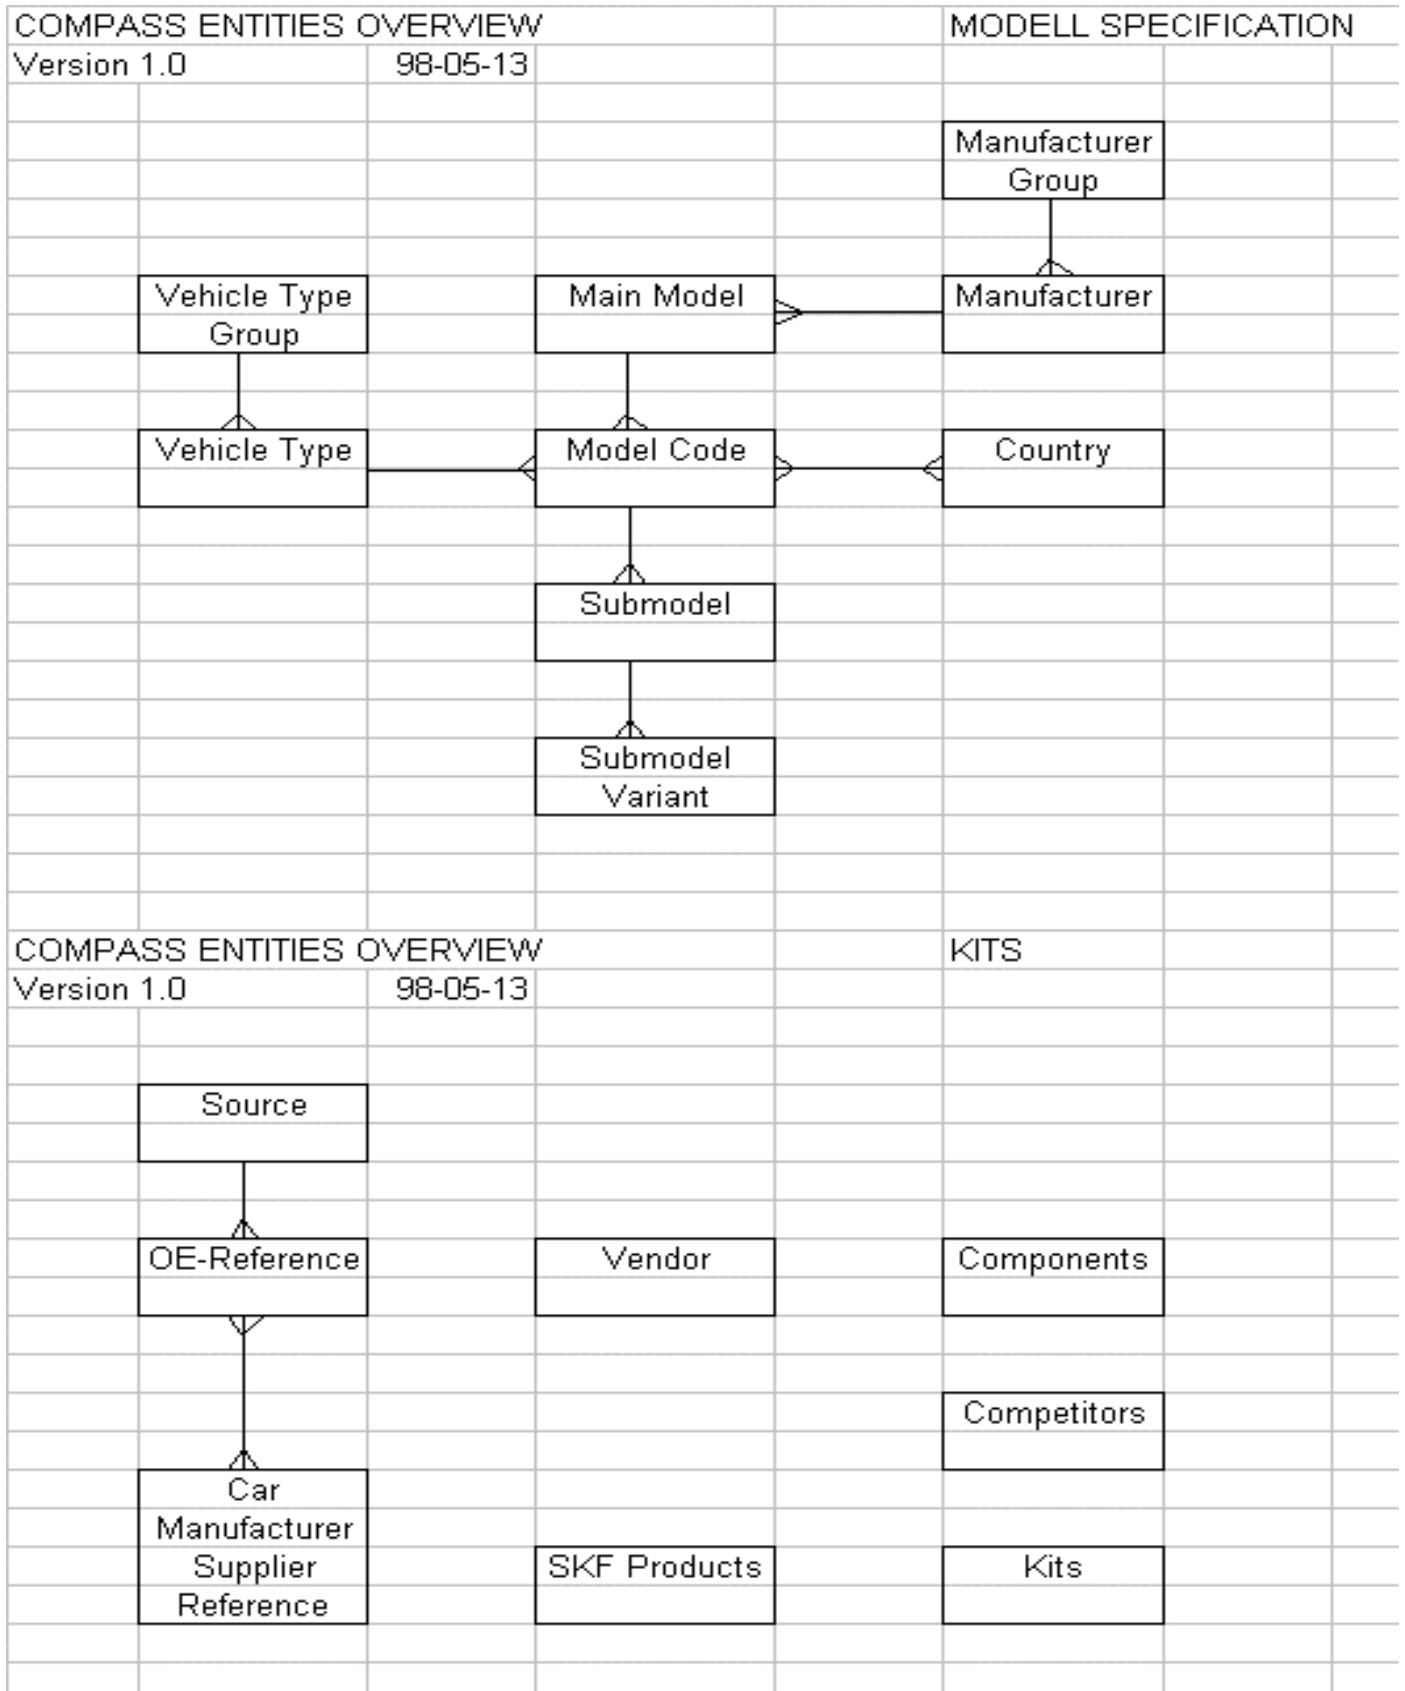 COMPASS ENTITIES OVERVIEW
MODELL SPECIFICATION
Version 1.0
98-05-13
Manufacturer
Group
Vehicle Type
Group
Main Model
Manufacturer
Vehicle Type
Model Code
Country
Submodel
Submodel
Variant
COMPASS ENTITIES OVERVIEW
KITS
Version 1.0
98-05-13
Source
OE-Reference
Vendor
Components
Competitors
Car
Manufacturer
Supplier
Reference
SKF Products
Kits